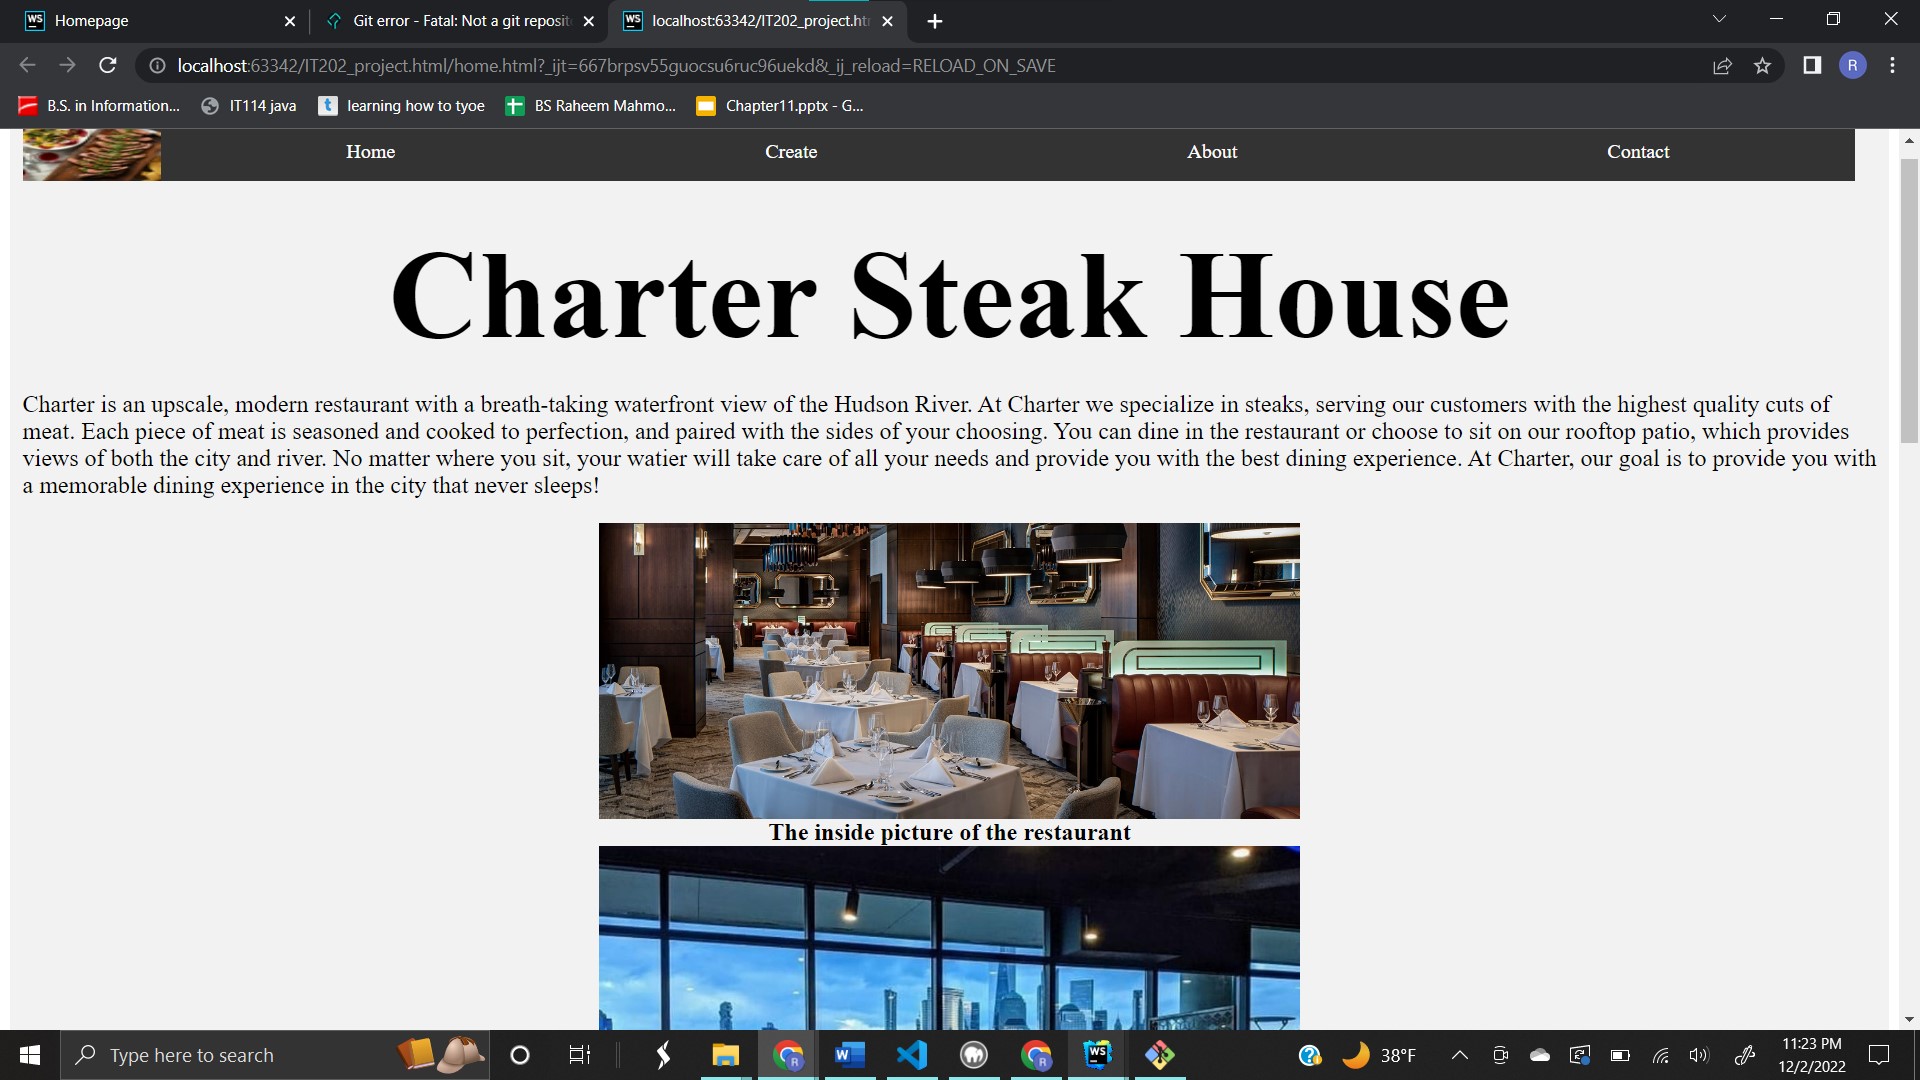 WS Homepage
Git error - Fatal: Not a git reposit
WS localhost:63342/IT202_project.ht
localhost:63342/IT202_project.html/home.html?_ijt=667brpsv55guocsu6ruc96uekd&_ij_reload=RELOAD_ON_SAVE
R
B.S. in Information...
IT114 java
t learning how to tyoe
BS Raheem Mahmo...
Chapter11.pptx - G...
Home Create About Contact
Charter Steak House
Charter is an upscale, modern restaurant with a breath-taking waterfront view of the Hudson River. At Charter we specialize in steaks, serving our customers with the highest quality cuts of
meat. Each piece of meat is seasoned and cooked to perfection, and paired with the sides of your choosing. You can dine in the restaurant or choose to sit on our rooftop patio, which provides
views of both the city and river. No matter where you sit, your watier will take care of all your needs and provide you with the best dining experience. At Charter, our goal is to provide you with
a memorable dining experience in the city that never sleeps!
The inside picture of the restaurant
Type here to search
R
W
R
WS
38°F
11:23 PM
12/2/2022